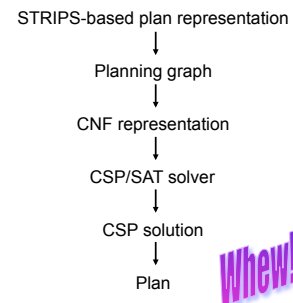 STRIPS-based plan representation
Planning graph
CNF representation
CSP/SAT solver
CSP solution
Plan
Whew!